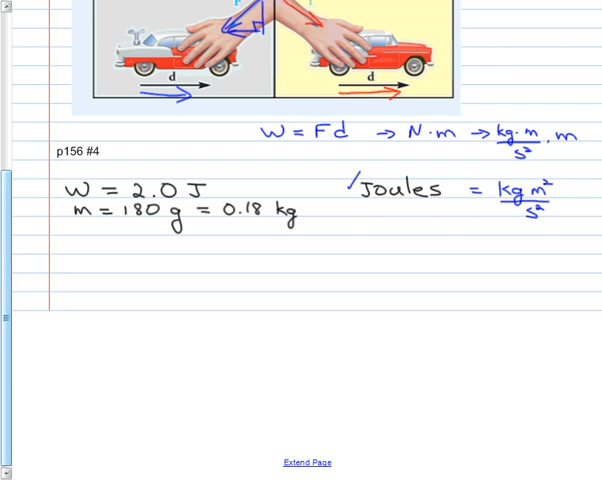 F
d
d
W = Fd → N·m → kg·m/s² · m
p156 #4
W = 2.0 J
Joules = kg m²/s²
m = 180 g = 0.18 kg
Extend Page